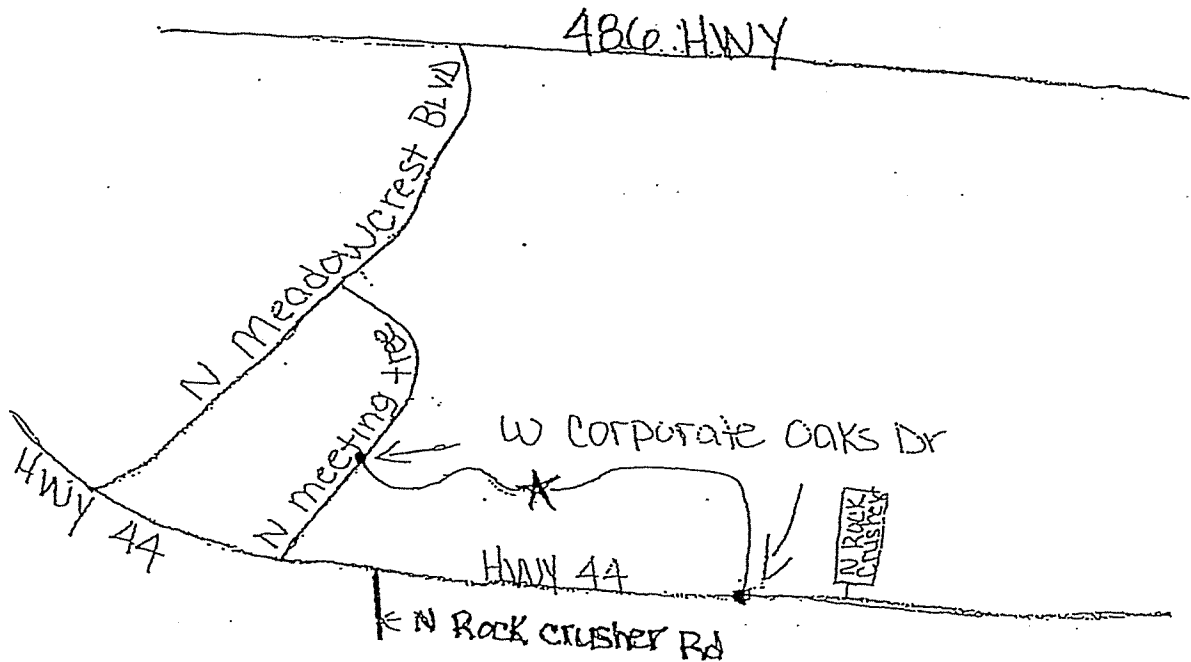 486 HWY
N Meadowcrest BLVD
N meeting tree
W Corporate Oaks Dr
HWY 44
HWY 44
N Rock
Crusher
N Rock crusher Rd